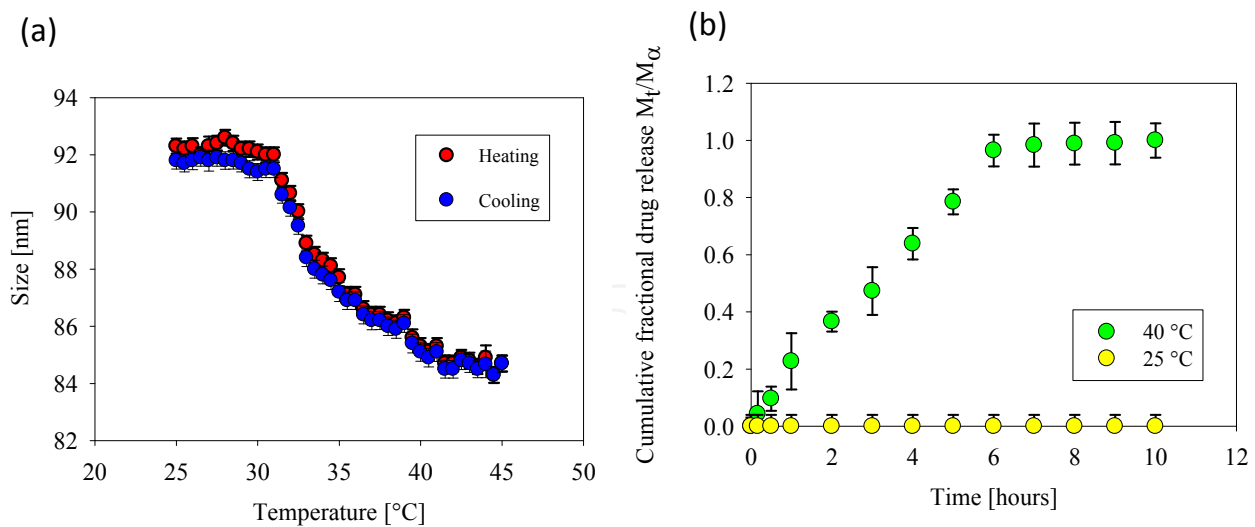 (a)
94
92
90
88
86
84
82
20 25 30 35 40 45 50
Size [nm]
Temperature [°C]
Heating
Cooling
(b)
1.2
1.0
0.8
0.6
0.4
0.2
0.0
0 2 4 6 8 10 12
Cumulative fractional drug release Mt/Mα
Time [hours]
40 °C
25 °C